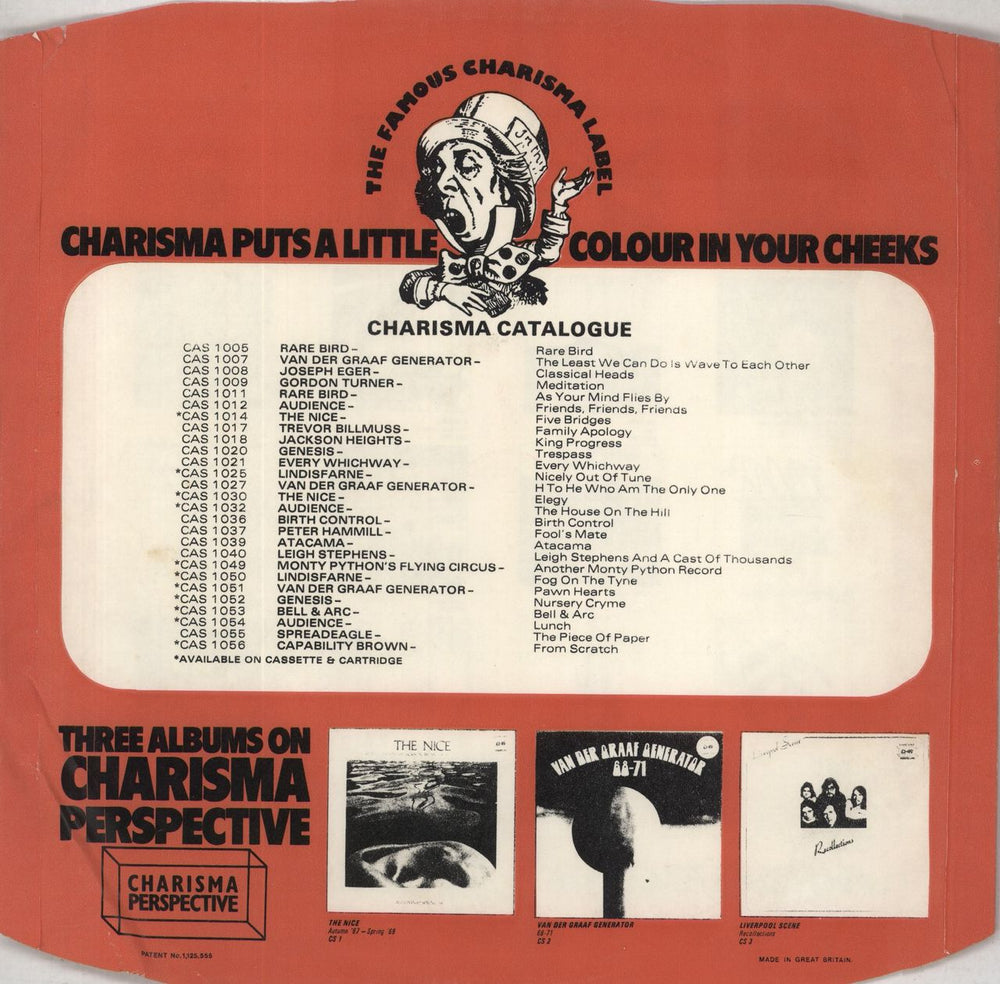 THE FAMOUS CHARISMA LABEL
In this
CHARISMA PUTS A LITTLE COLOUR IN YOUR CHEEKS
CHARISMA CATALOGUE
CAS 1005 RARE BIRD – Rare Bird
CAS 1007 VAN DER GRAAF GENERATOR – The Least We Can Do Is Wave To Each Other
CAS 1008 JOSEPH EGER – Classical Heads
CAS 1009 GORDON TURNER – Meditation
CAS 1011 RARE BIRD – As Your Mind Flies By
CAS 1012 AUDIENCE – Friends, Friends, Friends
*CAS 1014 THE NICE – Five Bridges
CAS 1017 TREVOR BILLMUSS – Family Apology
CAS 1018 JACKSON HEIGHTS – King Progress
CAS 1020 GENESIS – Trespass
CAS 1021 EVERY WHICHWAY – Every Whichway
*CAS 1025 LINDISFARNE – Nicely Out Of Tune
CAS 1027 VAN DER GRAAF GENERATOR – H To He Who Am The Only One
*CAS 1030 THE NICE – Elegy
*CAS 1032 AUDIENCE – The House On The Hill
CAS 1036 BIRTH CONTROL – Birth Control
CAS 1037 PETER HAMMILL – Fool's Mate
CAS 1039 ATACAMA – Atacama
CAS 1040 LEIGH STEPHENS – Leigh Stephens And A Cast Of Thousands
*CAS 1049 MONTY PYTHON'S FLYING CIRCUS – Another Monty Python Record
*CAS 1050 LINDISFARNE – Fog On The Tyne
*CAS 1051 VAN DER GRAAF GENERATOR – Pawn Hearts
*CAS 1052 GENESIS – Nursery Cryme
*CAS 1053 BELL & ARC – Bell & Arc
*CAS 1054 AUDIENCE – Lunch
CAS 1055 SPREADEAGLE – The Piece Of Paper
*CAS 1056 CAPABILITY BROWN – From Scratch
*AVAILABLE ON CASSETTE & CARTRIDGE
THREE ALBUMS ON
CHARISMA
PERSPECTIVE
CHARISMA
PERSPECTIVE
PATENT No. 1,125,555
THE NICE
THE NICE
Autumn '67 – Spring '68
CS 1
VAN DER GRAAF GENERATOR
68-71
VAN DER GRAAF GENERATOR
68-71
CS 2
Liverpool Scene
Recollections
LIVERPOOL SCENE
Recollections
CS 3
MADE IN GREAT BRITAIN.